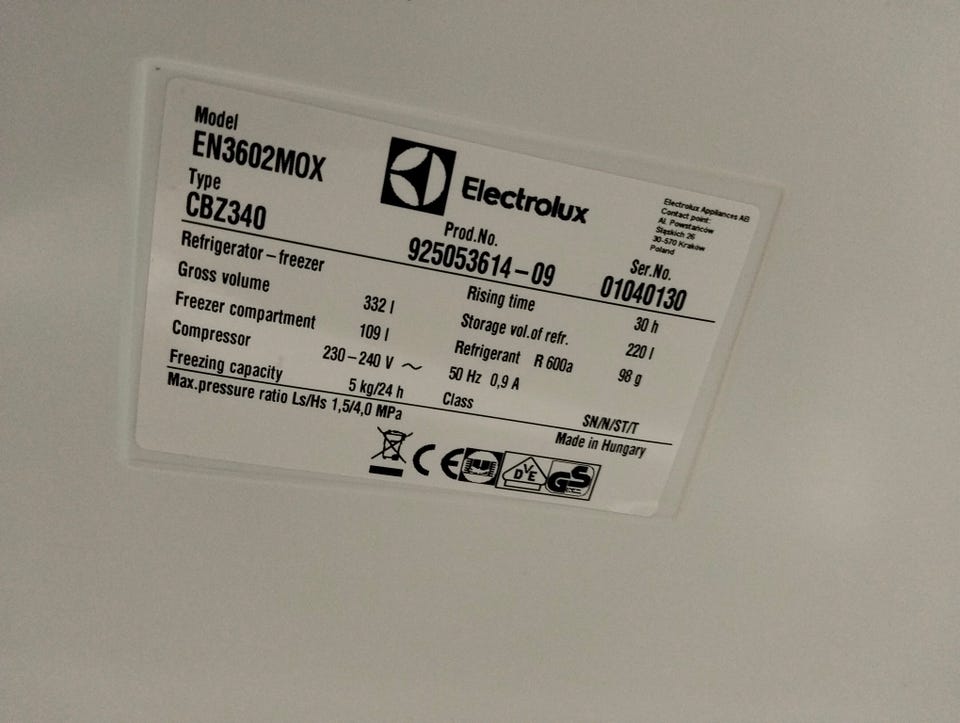 Model
EN3602MOX
Type
CBZ340
Electrolux
Electrolux Appliances AB
Contact point:
Al. Powstańców
Śląskich 26
30-570 Kraków
Poland
Prod.No.
925053614-09
Ser.No.
01040130
Refrigerator-freezer
Gross volume 332 l
Freezer compartment 109 l
Compressor 230-240 V ~ 50 Hz 0,9 A
Freezing capacity 5 kg/24 h
Rising time 30 h
Storage vol.of refr. 220 l
Refrigerant R 600a 98 g
Class SN/N/ST/T
Max.pressure ratio Ls/Hs 1,5/4,0 MPa
Made in Hungary
CE
DVE
GS